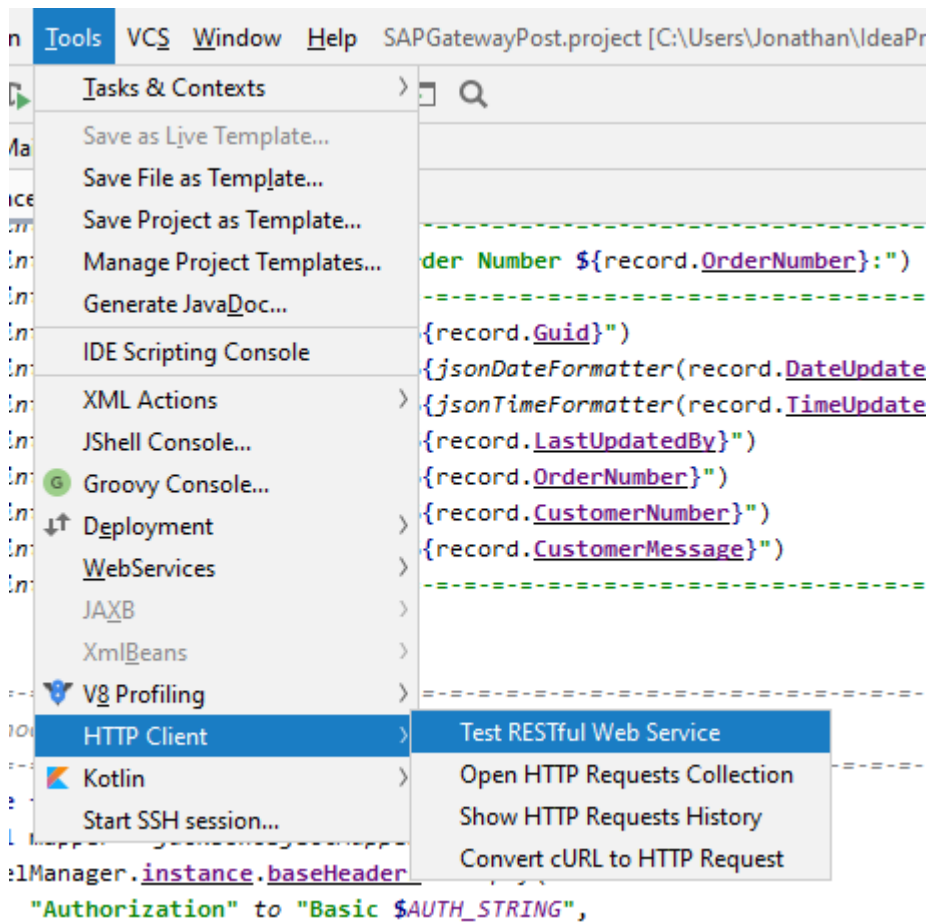 Tools VCS Window Help SAPGatewayPost.project [C:\Users\Jonathan\IdeaPr
Tasks & Contexts
Save as Live Template...
Save File as Template...
Save Project as Template...
Manage Project Templates... der Number ${record.OrderNumber}:")
Generate JavaDoc... -=-=-=-=-=-=-=-=-=-=-=-=-=-=-=-=-=-=
{record.Guid}")
IDE Scripting Console
{jsonDateFormatter(record.DateUpdate
XML Actions {jsonTimeFormatter(record.TimeUpdate
JShell Console... {record.LastUpdatedBy}")
G Groovy Console... {record.OrderNumber}")
Deployment {record.CustomerNumber}")
WebServices {record.CustomerMessage}")
JAXB
XmlBeans
V8 Profiling
HTTP Client Test RESTful Web Service
Kotlin Open HTTP Requests Collection
Start SSH session... Show HTTP Requests History
Convert cURL to HTTP Request
elManager.instance.baseHeader
"Authorization" to "Basic $AUTH_STRING",